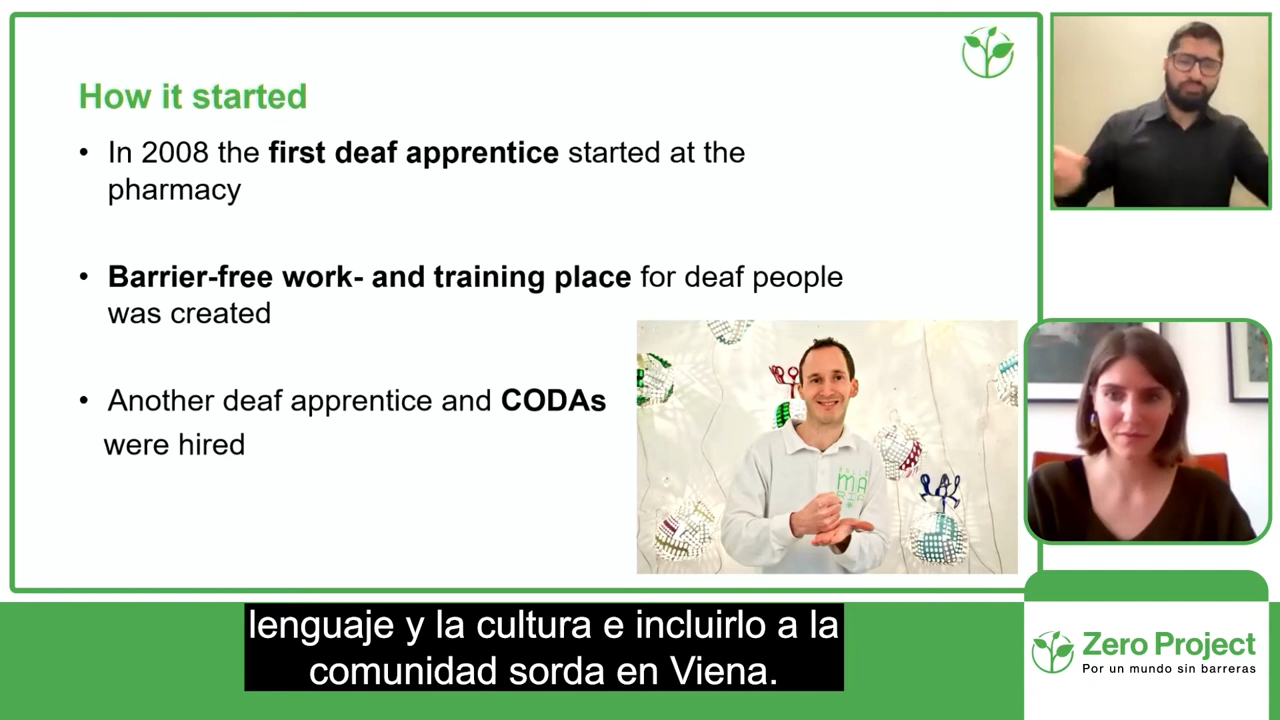 How it started
• In 2008 the first deaf apprentice started at the
pharmacy
• Barrier-free work- and training place for deaf people
was created
• Another deaf apprentice and CODAs
were hired
MA
lenguaje y la cultura e incluirlo a la
comunidad sorda en Viena.
Zero Project
Por un mundo sin barreras